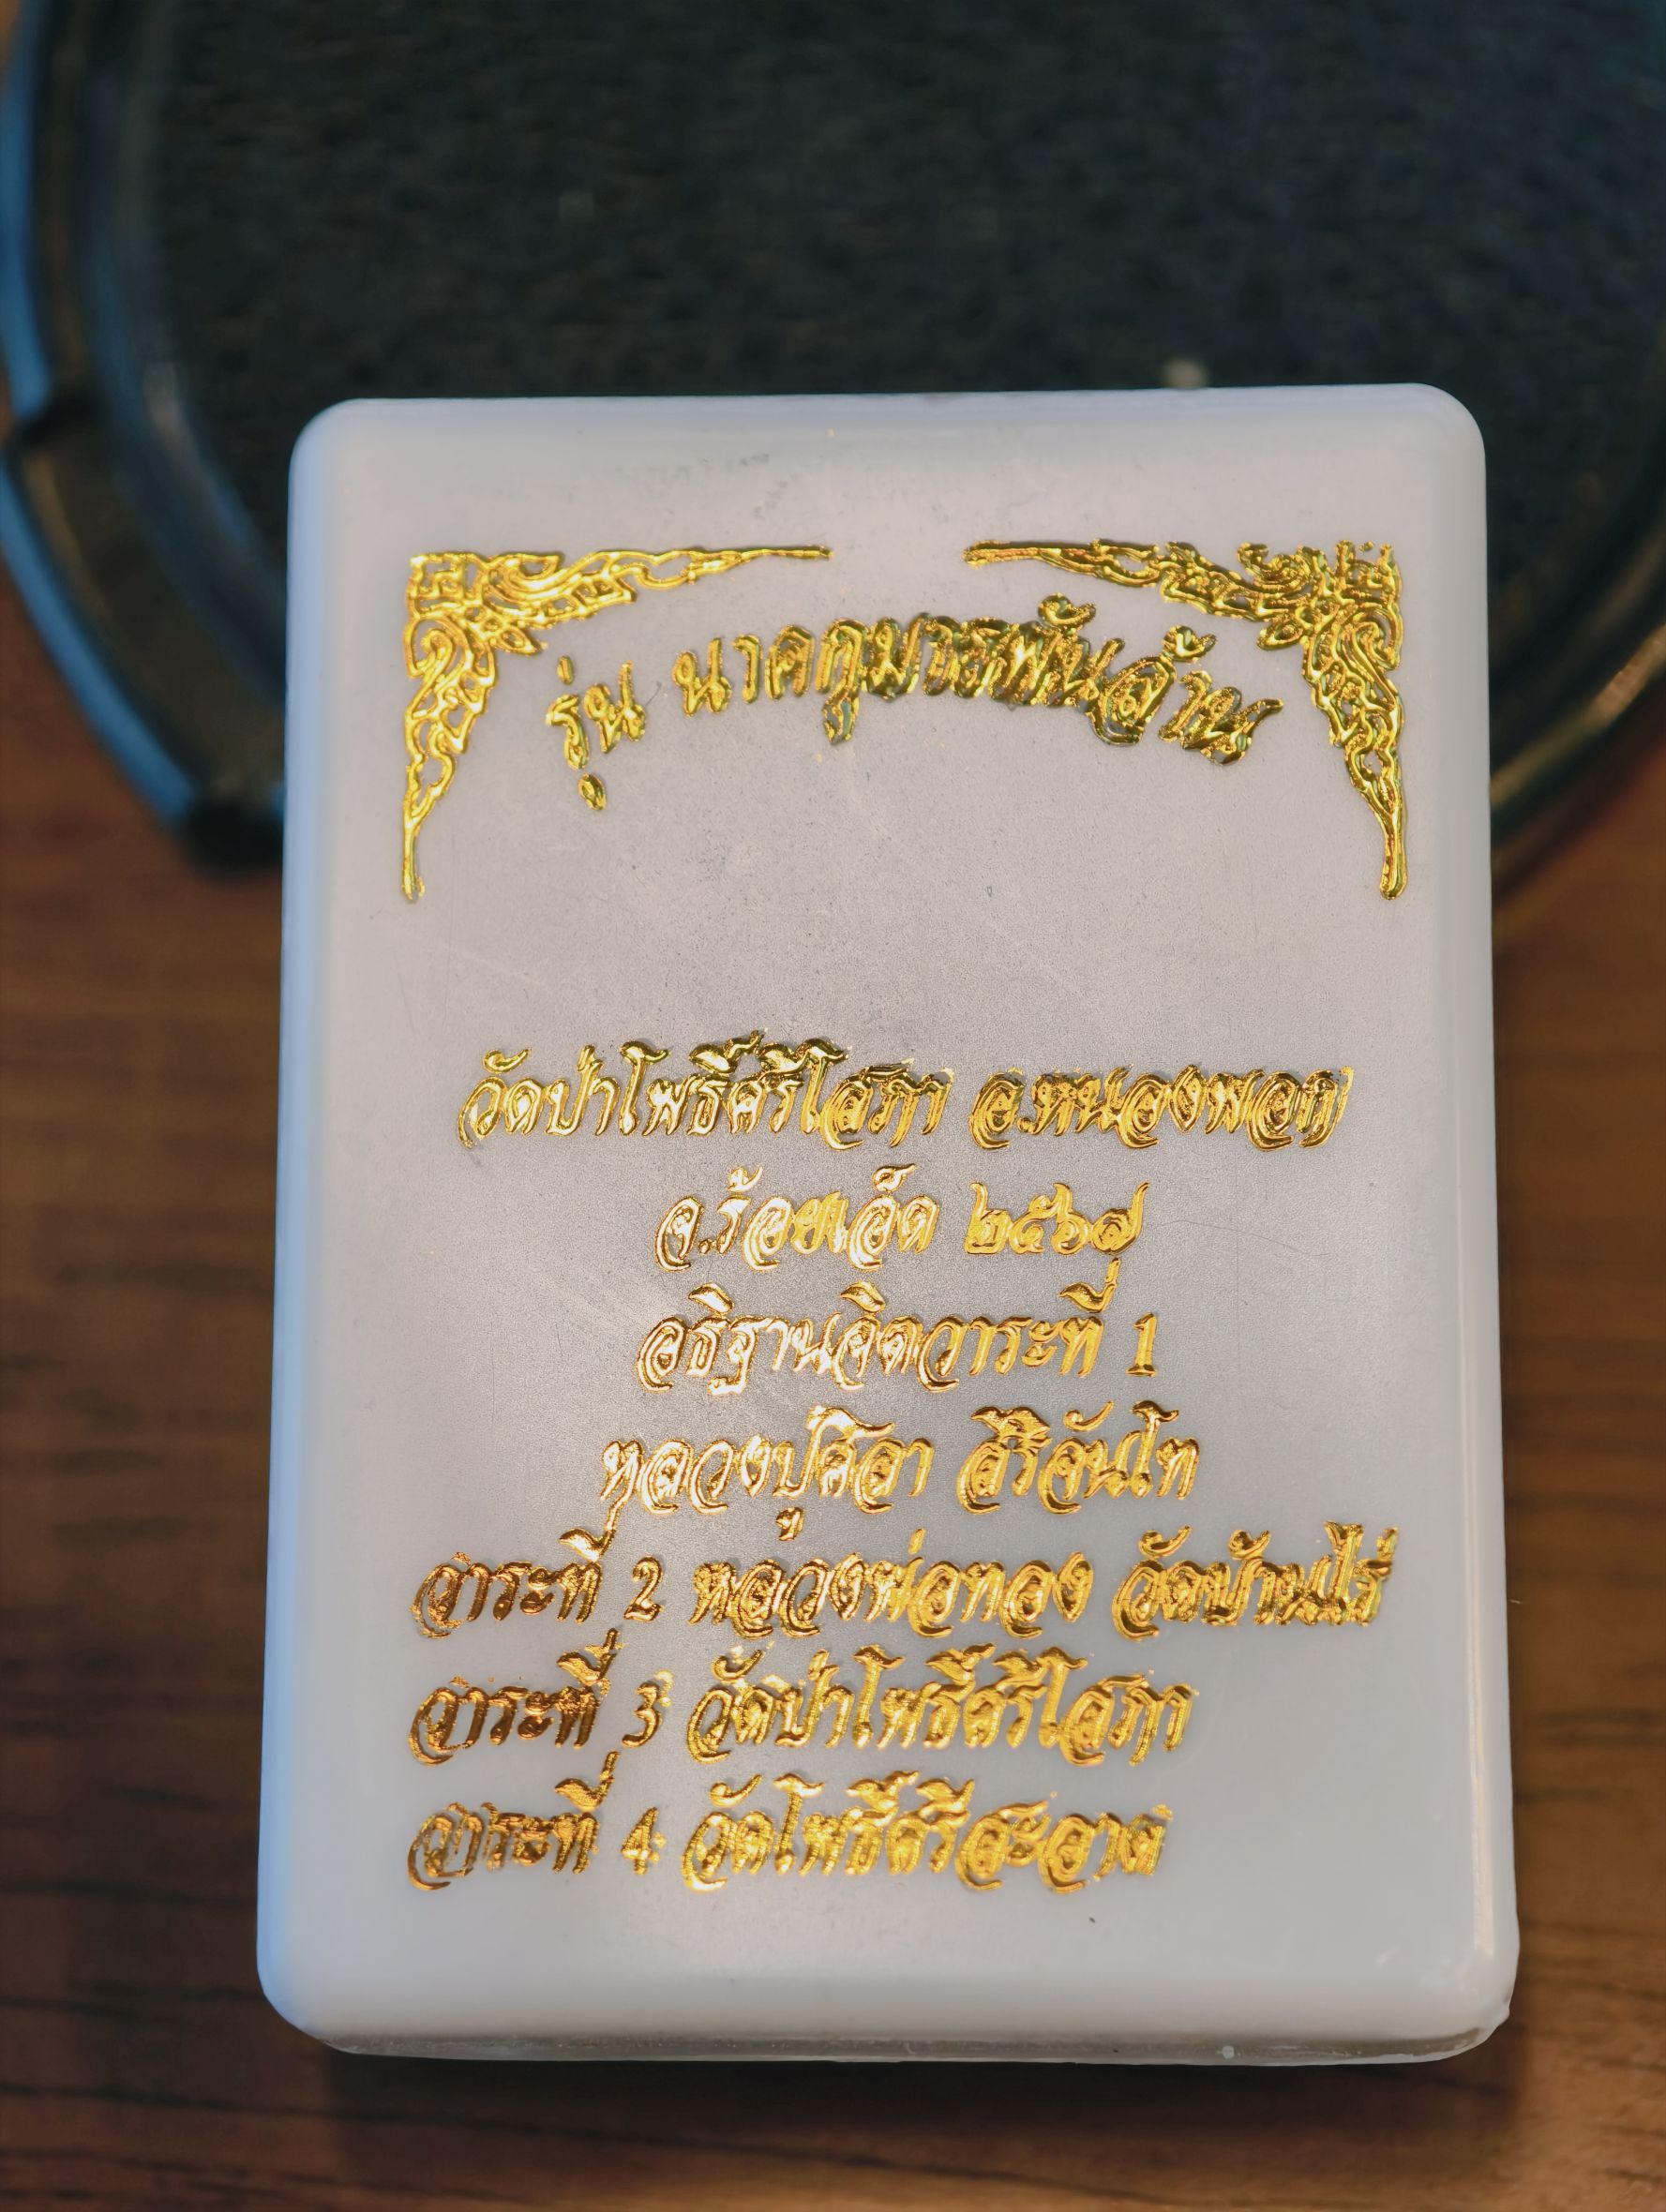 รุ่น นาคกุมารพันล้าน
วัดป่าโพธิ์ศรีโสภา อ.หนองพอก
จ.ร้อยเอ็ด ๒๕๖๗
อธิฐานจิตวาระที่ 1
หลวงปู่ศิลา สิริจันโท
วาระที่ 2 หลวงพ่อทอง วัดบ้านไร่
วาระที่ 3 วัดป่าโพธิ์ศรีโสภา
วาระที่ 4 วัดโพธิ์ศรีสะอาด